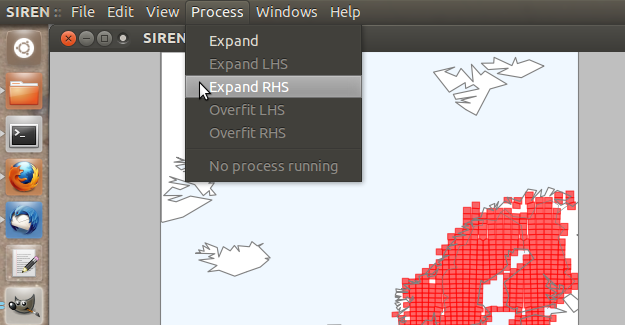 SIREN :: File Edit View Process Windows Help
SIREN ::
Expand
Expand LHS
Expand RHS
Overfit LHS
Overfit RHS
No process running